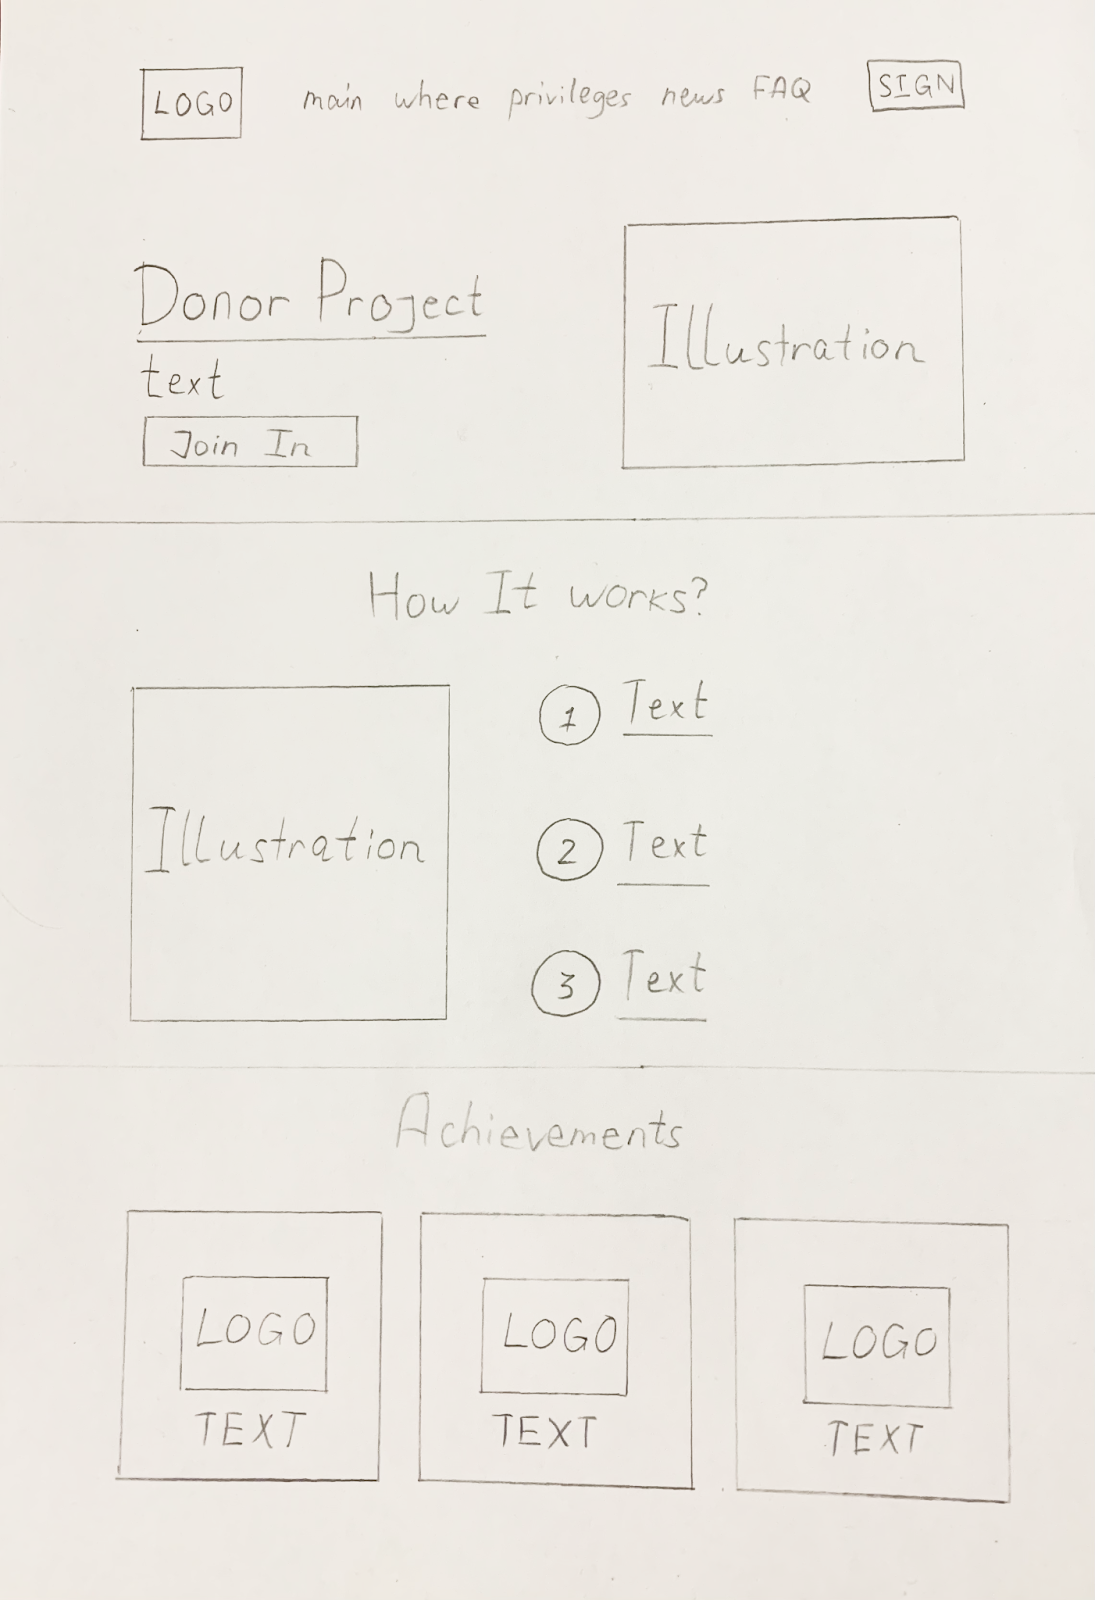 LOGO main where privileges news FAQ SIGN
Donor Project
text
Join In
Illustration
How It works?
Illustration
1 Text
2 Text
3 Text
Achievements
LOGO
TEXT
LOGO
TEXT
LOGO
TEXT